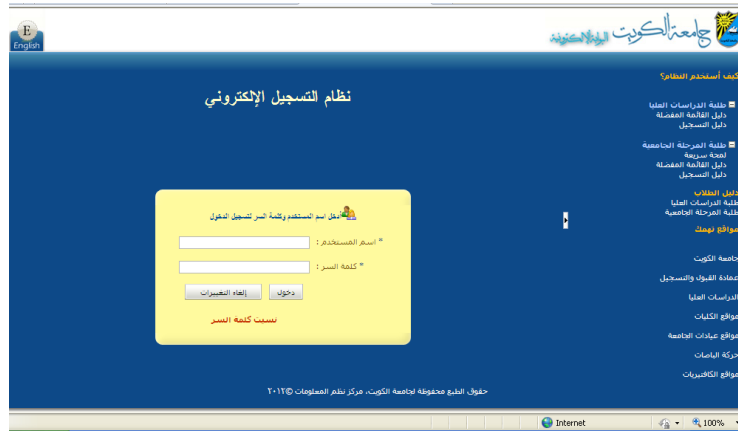 جامعة الكويت البوابة الإلكترونية
E
English
كيف أستخدم النظام؟
طلبة الدراسات العليا
دليل القائمة المفضلة
دليل التسجيل
طلبة المرحلة الجامعية
لمحة سريعة
دليل القائمة المفضلة
دليل التسجيل
دليل الطلاب
طلبة الدراسات العليا
طلبة المرحلة الجامعية
مواقع تهمك
جامعة الكويت
عمادة القبول والتسجيل
الدراسات العليا
مواقع الكليات
مواقع عيادات الجامعة
حركة الباصات
مواقع الكافتيريات
نظام التسجيل الإلكتروني
أدخل اسم المستخدم وكلمة السر لتسجيل الدخول
* اسم المستخدم :
* كلمة السر :
دخول
إلغاء التغييرات
نسيت كلمة السر
حقوق الطبع محفوظة لجامعة الكويت، مركز نظم المعلومات ©٢٠١٢
Internet
100%